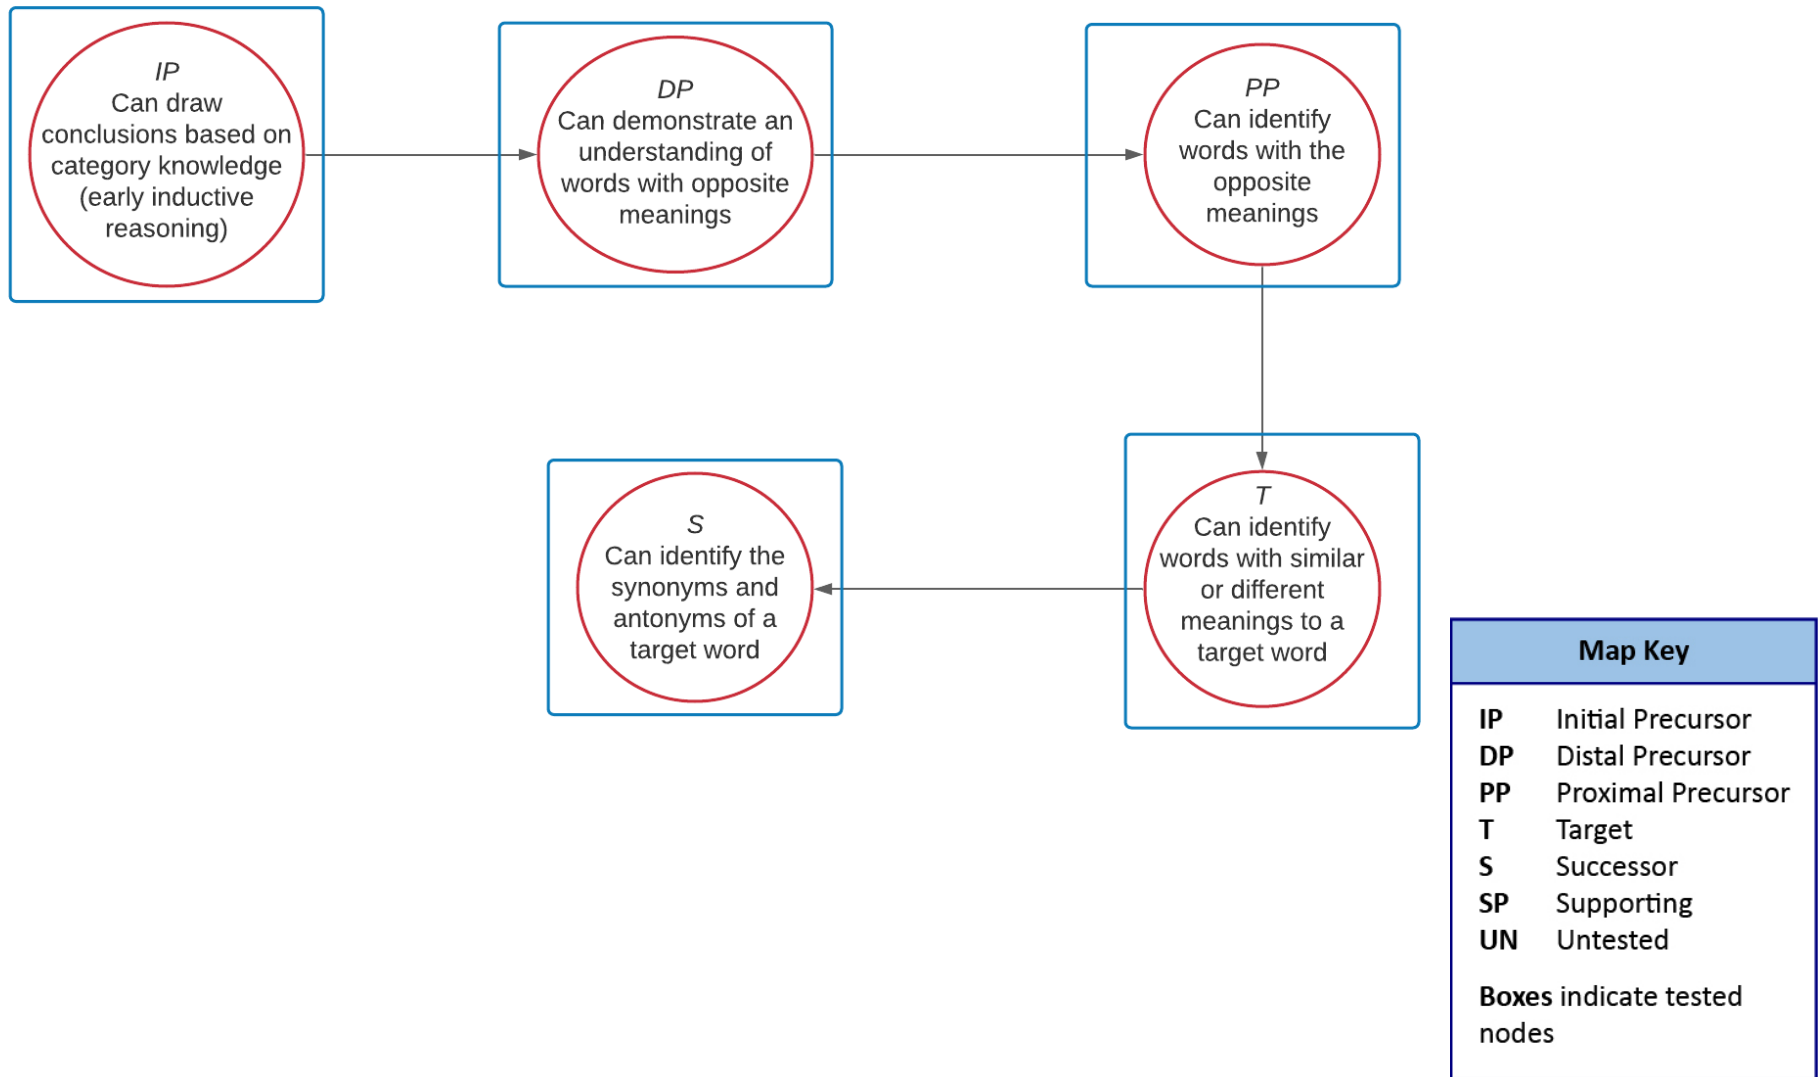 IP
Can draw
conclusions based on
category knowledge
(early inductive
reasoning)
DP
Can demonstrate an
understanding of
words with opposite
meanings
PP
Can identify
words with the
opposite
meanings
T
Can identify
words with similar
or different
meanings to a
target word
S
Can identify the
synonyms and
antonyms of a
target word
Map Key
IP Initial Precursor
DP Distal Precursor
PP Proximal Precursor
T Target
S Successor
SP Supporting
UN Untested
Boxes indicate tested
nodes